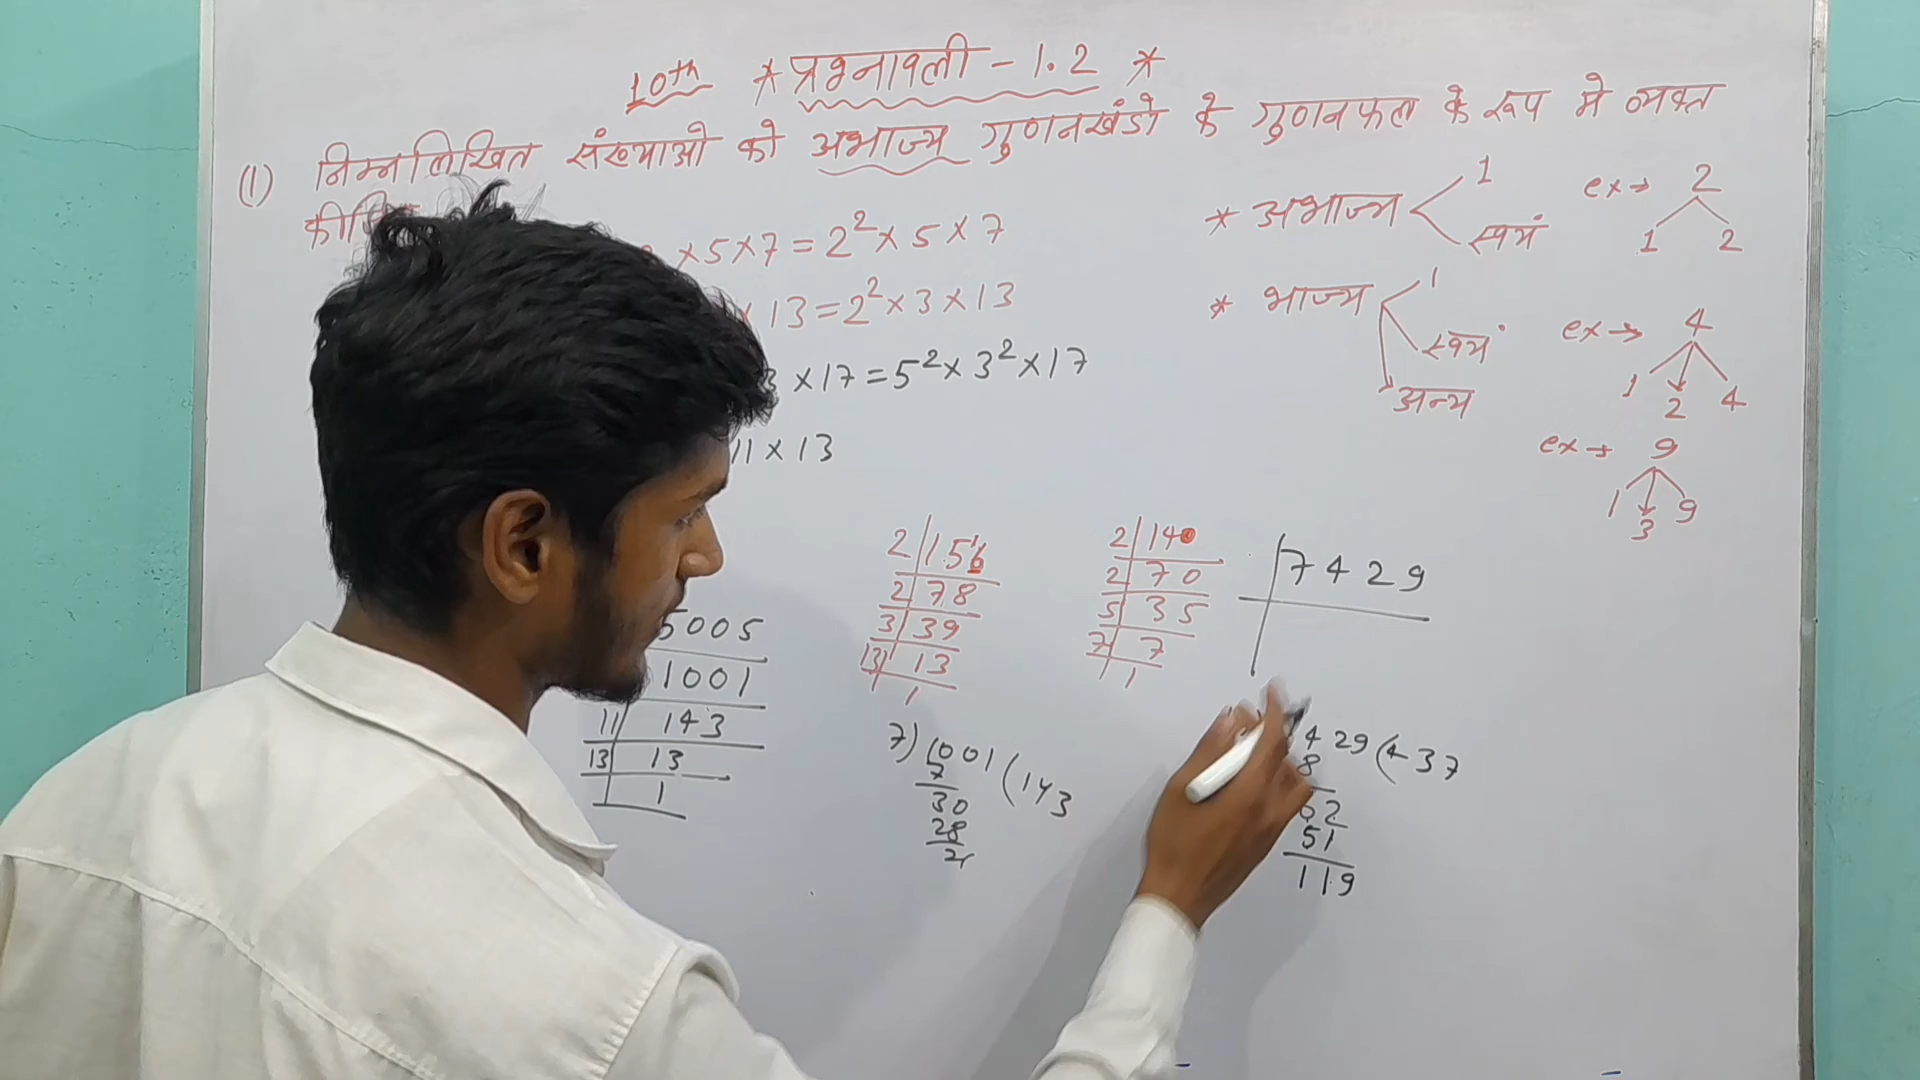 10th * प्रश्नावली - 1.2 *
(1) निम्नलिखित संख्याओ को अभाज्य गुणनखंडो के गुणनफल के रूप मे व्यक्त
× 5 × 7 = 2² × 5 × 7
× 13 = 2² × 3 × 13
3 × 17 = 5² × 3² × 17
11 × 13
* अभाज्य 1 स्वयं
ex→ 2
1 2
* भाज्य 1 स्वयं अन्य
ex→ 4
1 2 4
ex→ 9
1 3 9
5005
1001
11 143
13 13
1
2 156
2 78
3 39
13 13
1
2 140
2 70
5 35
7 7
1
7429
7) 1001 (143
7
30
28
2
429 (437
8
62
51
119